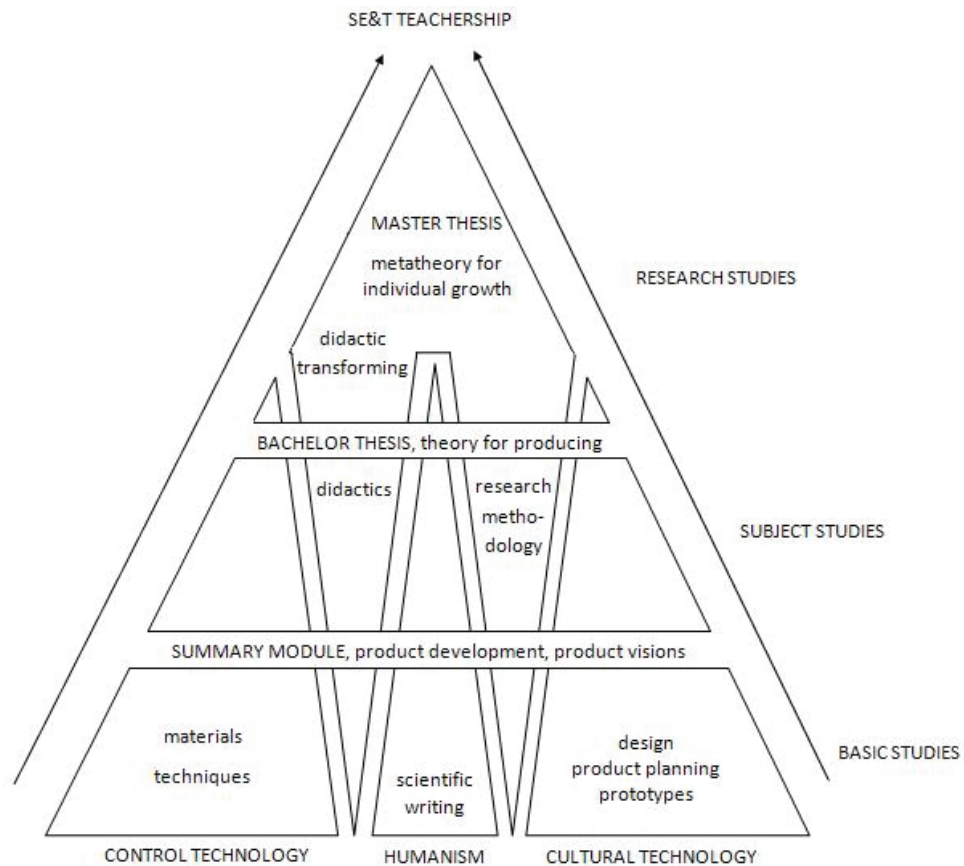 SE&T TEACHERSHIP
MASTER THESIS
metatheory for
individual growth
RESEARCH STUDIES
didactic
transforming
BACHELOR THESIS, theory for producing
didactics
research
metho-
dology
SUBJECT STUDIES
SUMMARY MODULE, product development, product visions
materials
techniques
scientific
writing
design
product planning
prototypes
BASIC STUDIES
CONTROL TECHNOLOGY
HUMANISM
CULTURAL TECHNOLOGY